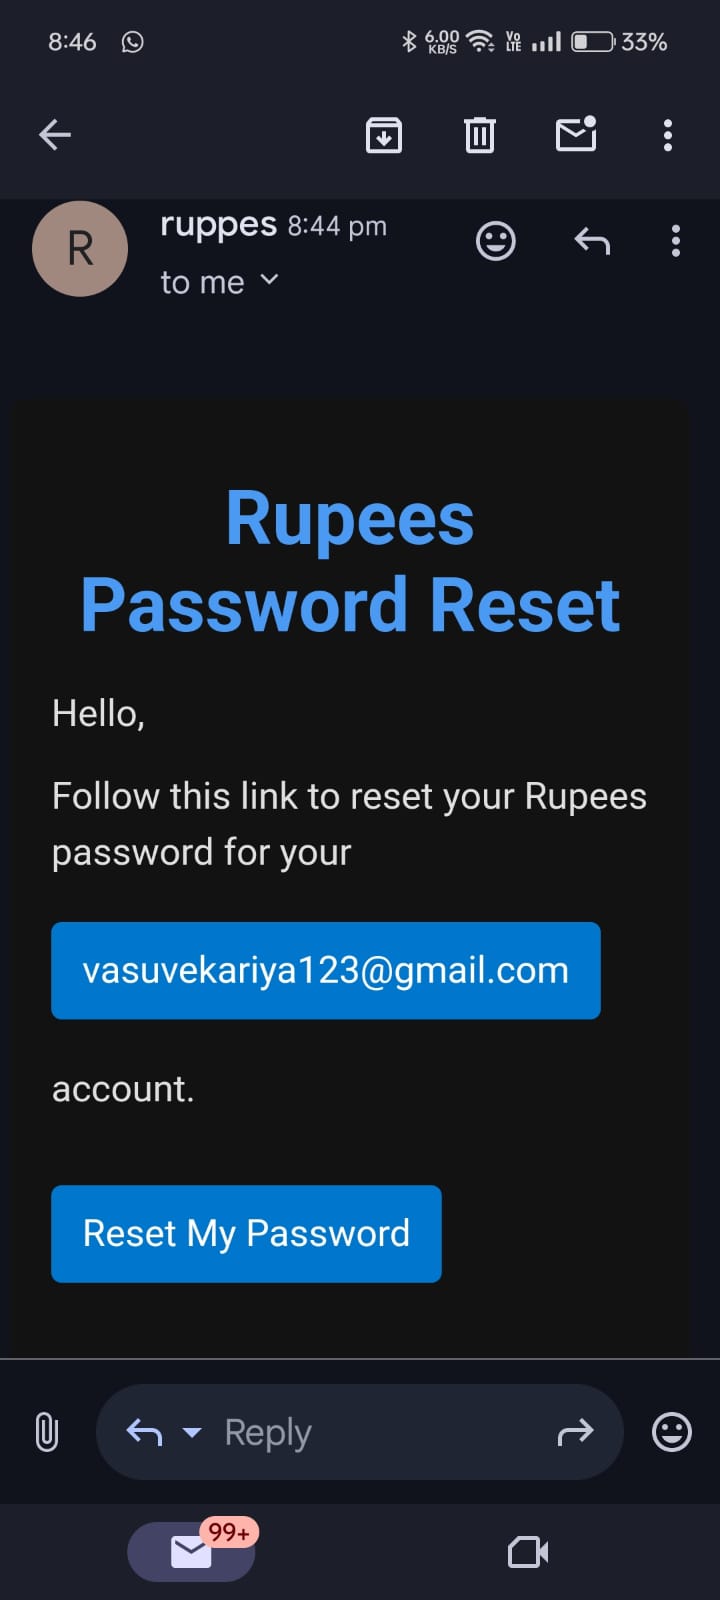 8:46
6.00 KB/S
Vo LTE
33%
R
ruppes 8:44 pm
to me
Rupees
Password Reset
Hello,
Follow this link to reset your Rupees
password for your
vasuvekariya123@gmail.com
account.
Reset My Password
Reply
99+